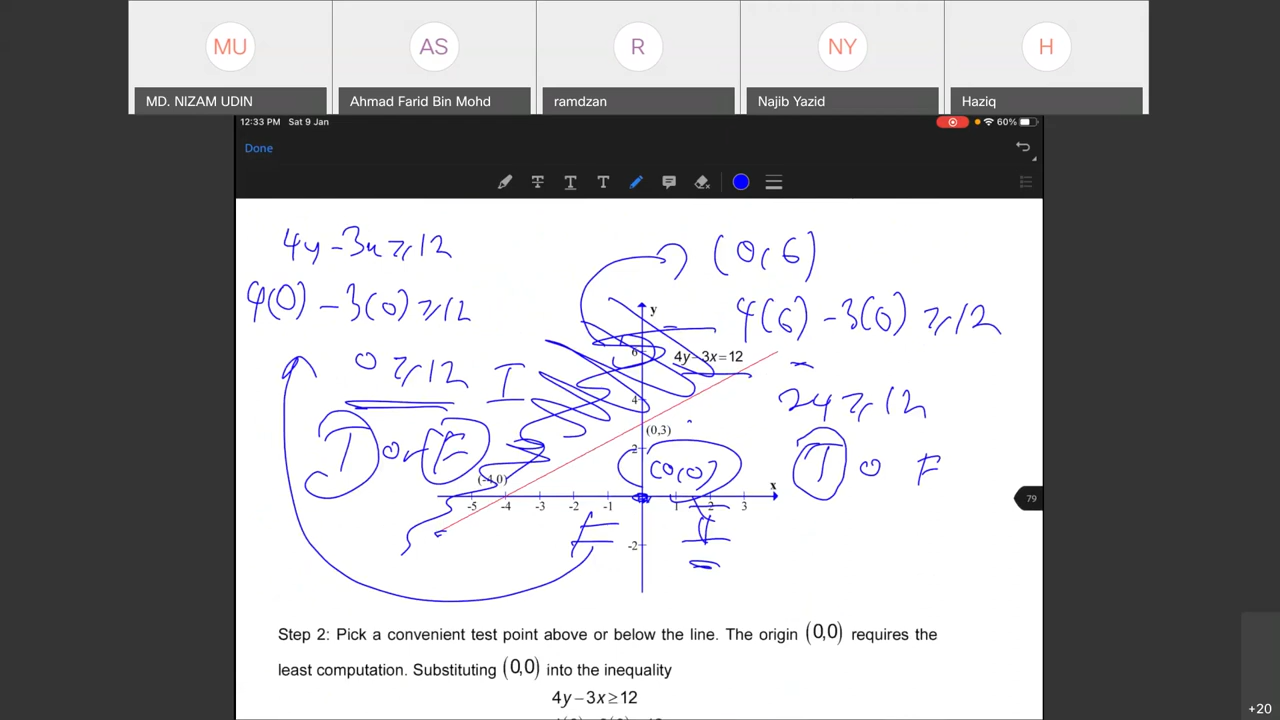 MU
AS
R
NY
H
MD. NIZAM UDIN
Ahmad Farid Bin Mohd
ramdzan
Najib Yazid
Haziq
12:33 PM Sat 9 Jan
60%
Done
4y - 3x ≥ 12
(0, 6)
4(0) - 3(0) ≥ 12
y
4(6) - 3(0) ≥ 12
6
4y - 3x = 12
0 ≥ 12
I
4
24 ≥ 12
(0,3)
T or F
2
(0,0)
T o F
(-4,0)
x
-5 -4 -3 -2 -1 1 2 3
79
F
I
-2
Step 2: Pick a convenient test point above or below the line. The origin (0,0) requires the
least computation. Substituting (0,0) into the inequality
4y - 3x ≥ 12
+20